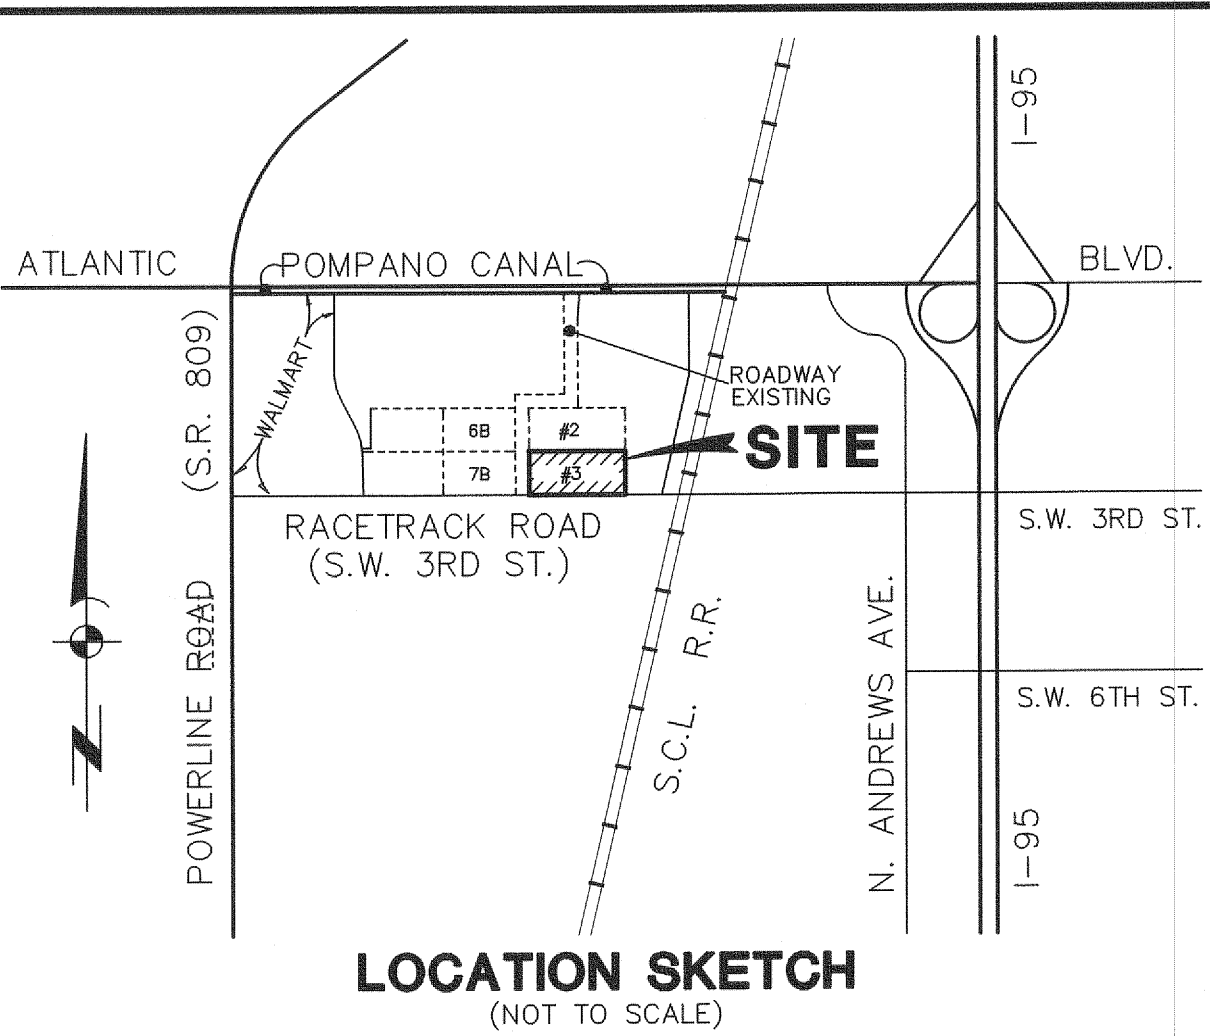 I-95
ATLANTIC
POMPANO CANAL
BLVD.
(S.R. 809)
WALMART
ROADWAY
EXISTING
6B
#2
SITE
7B
#3
RACETRACK ROAD
(S.W. 3RD ST.)
S.W. 3RD ST.
POWERLINE ROAD
S.C.L. R.R.
N. ANDREWS AVE.
S.W. 6TH ST.
I-95
N
LOCATION SKETCH
(NOT TO SCALE)